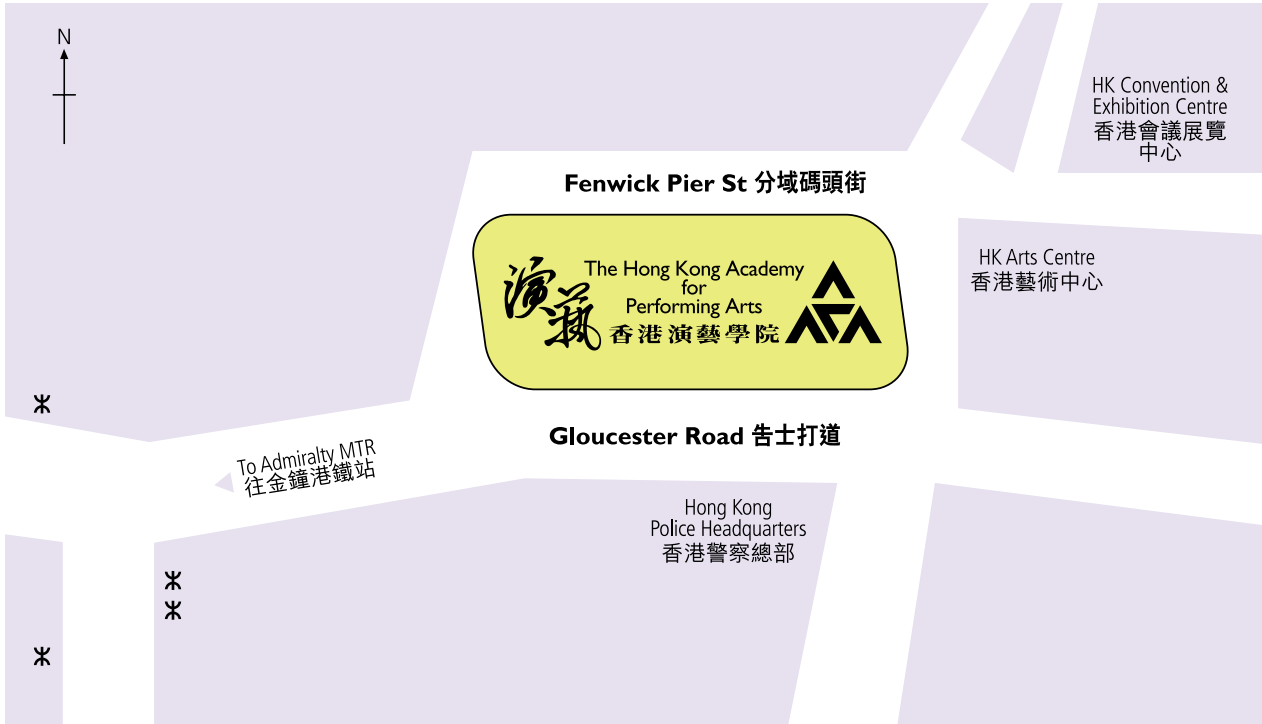 N
HK Convention &
Exhibition Centre
香港會議展覽
中心
Fenwick Pier St 分域碼頭街
HK Arts Centre
香港藝術中心
演藝
The Hong Kong Academy
for
Performing Arts
香港演藝學院
Gloucester Road 告士打道
To Admiralty MTR
往金鐘港鐵站
Hong Kong
Police Headquarters
香港警察總部